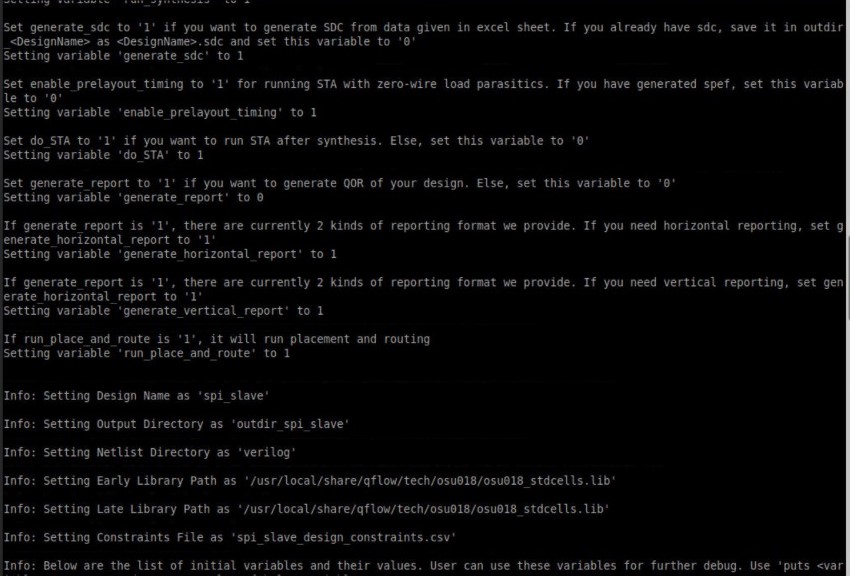 Setting variable 'run_synthesis' to 1
Set generate_sdc to '1' if you want to generate SDC from data given in excel sheet. If you already have sdc, save it in outdir
_<DesignName> as <DesignName>.sdc and set this variable to '0'
Setting variable 'generate_sdc' to 1
Set enable_prelayout_timing to '1' for running STA with zero-wire load parasitics. If you have generated spef, set this variab
le to '0'
Setting variable 'enable_prelayout_timing' to 1
Set do_STA to '1' if you want to run STA after synthesis. Else, set this variable to '0'
Setting variable 'do_STA' to 1
Set generate_report to '1' if you want to generate QOR of your design. Else, set this variable to '0'
Setting variable 'generate_report' to 0
If generate_report is '1', there are currently 2 kinds of reporting format we provide. If you need horizontal reporting, set g
enerate_horizontal_report to '1'
Setting variable 'generate_horizontal_report' to 1
If generate_report is '1', there are currently 2 kinds of reporting format we provide. If you need vertical reporting, set gen
erate_horizontal_report to '1'
Setting variable 'generate_vertical_report' to 1
If run_place_and_route is '1', it will run placement and routing
Setting variable 'run_place_and_route' to 1
Info: Setting Design Name as 'spi_slave'
Info: Setting Output Directory as 'outdir_spi_slave'
Info: Setting Netlist Directory as 'verilog'
Info: Setting Early Library Path as '/usr/local/share/qflow/tech/osu018/osu018_stdcells.lib'
Info: Setting Late Library Path as '/usr/local/share/qflow/tech/osu018/osu018_stdcells.lib'
Info: Setting Constraints File as 'spi_slave_design_constraints.csv'
Info: Below are the list of initial variables and their values. User can use these variables for further debug. Use 'puts <var